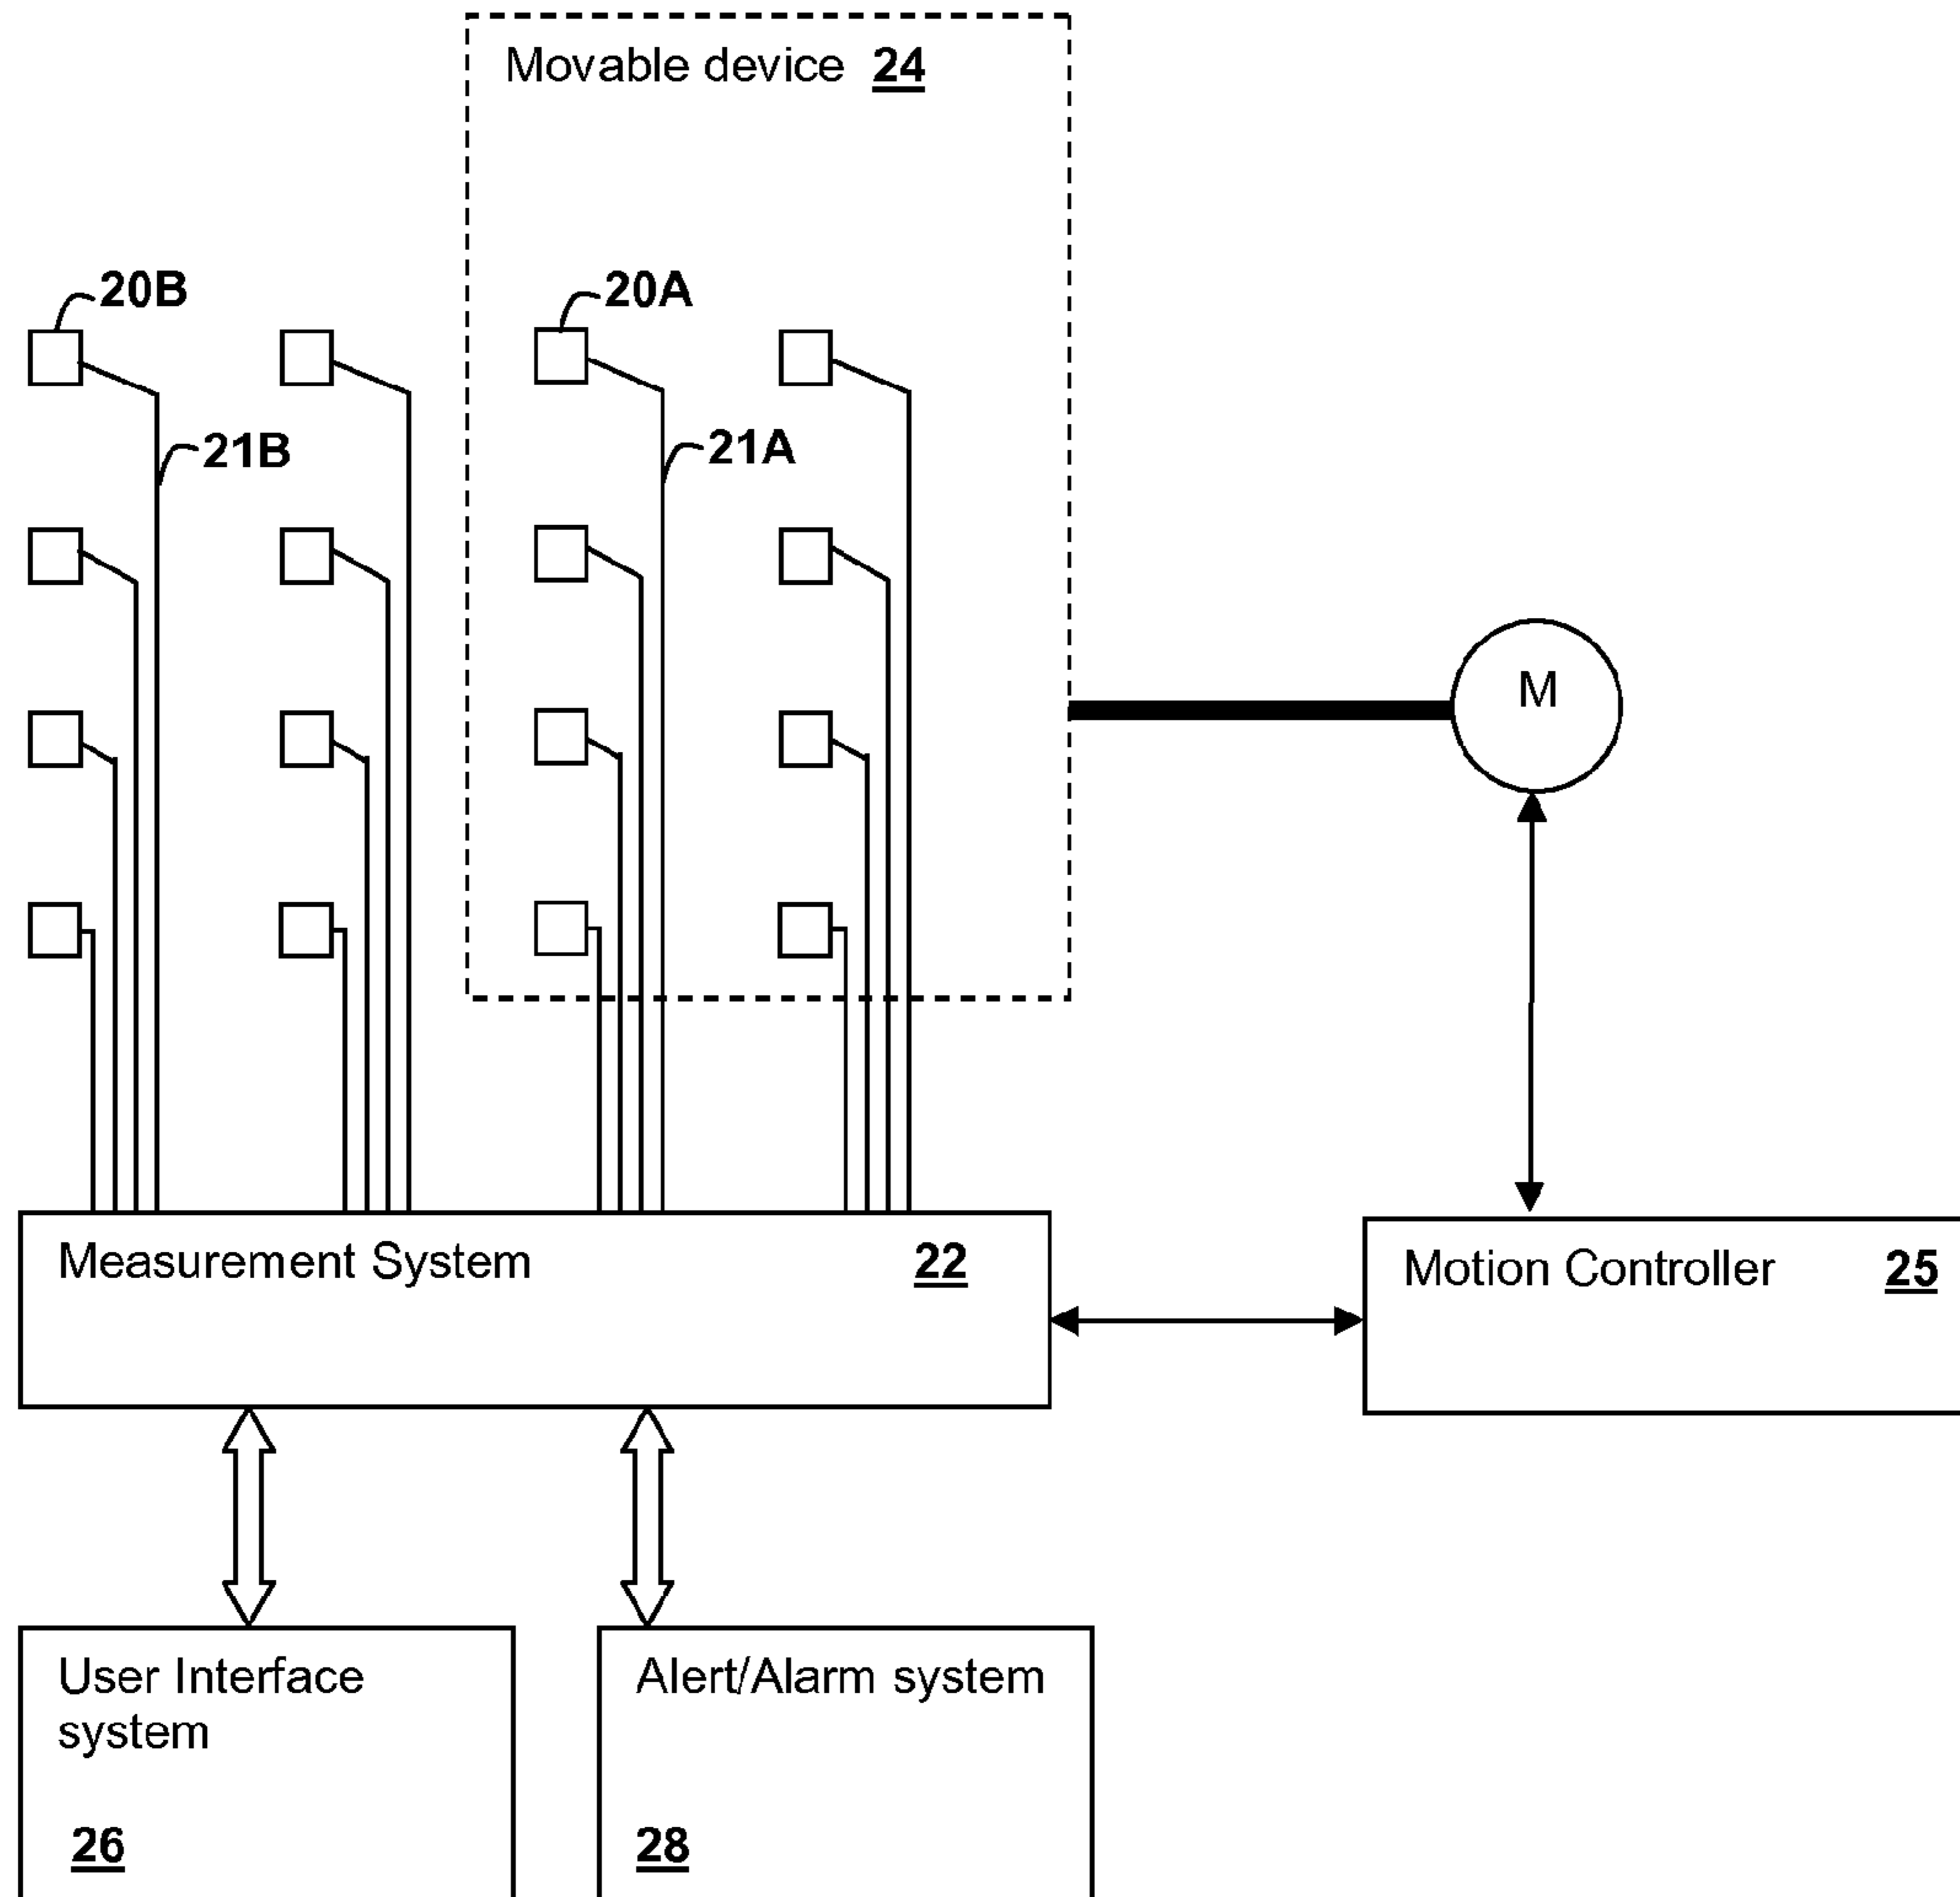 Movable device 24
20B
20A
21B
21A
M
Measurement System 22
Motion Controller 25
User Interface
system
26
Alert/Alarm system
28